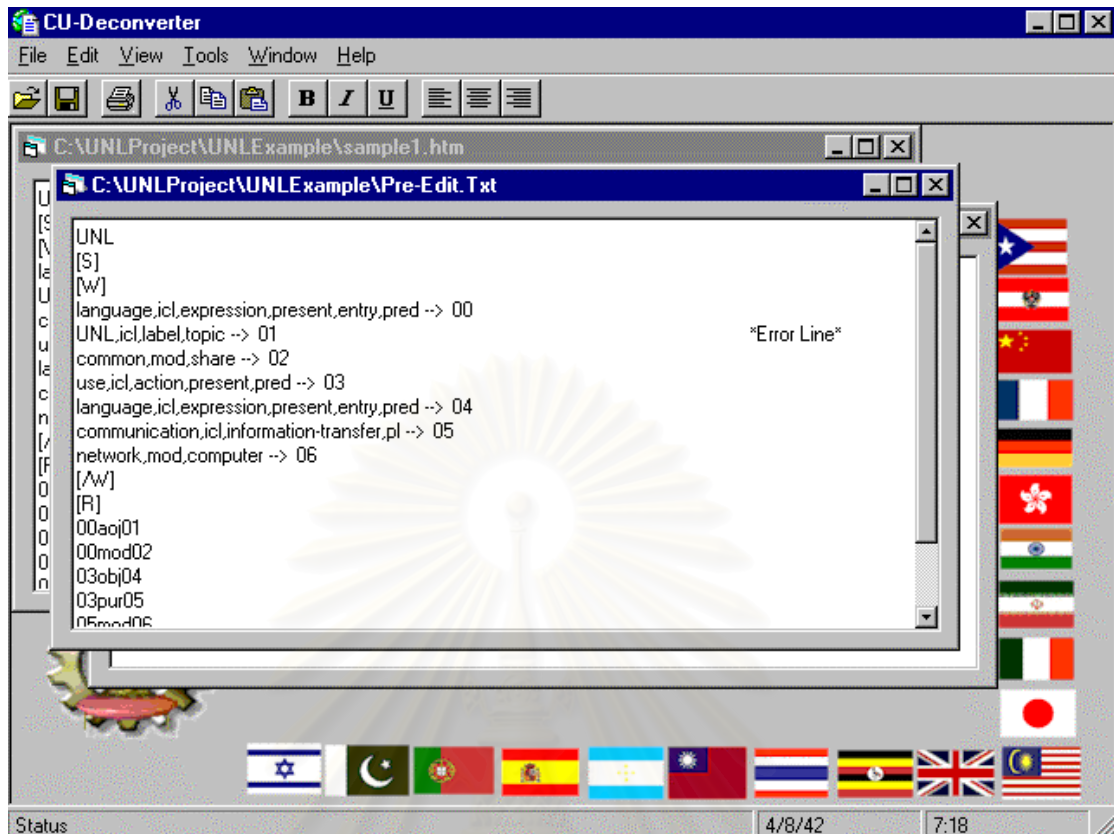 CU-Deconverter
File Edit View Tools Window Help
B I U
C:\UNLProject\UNLExample\sample1.htm
C:\UNLProject\UNLExample\Pre-Edit.Txt
UNL
[S]
[W]
language,icl,expression,present,entry,pred --> 00
UNL,icl,label,topic --> 01 *Error Line*
common,mod,share --> 02
use,icl,action,present,pred --> 03
language,icl,expression,present,entry,pred --> 04
communication,icl,information-transfer,pl --> 05
network,mod,computer --> 06
[/W]
[R]
00aoj01
00mod02
03obj04
03pur05
05mod06
Status 4/8/42 7:18